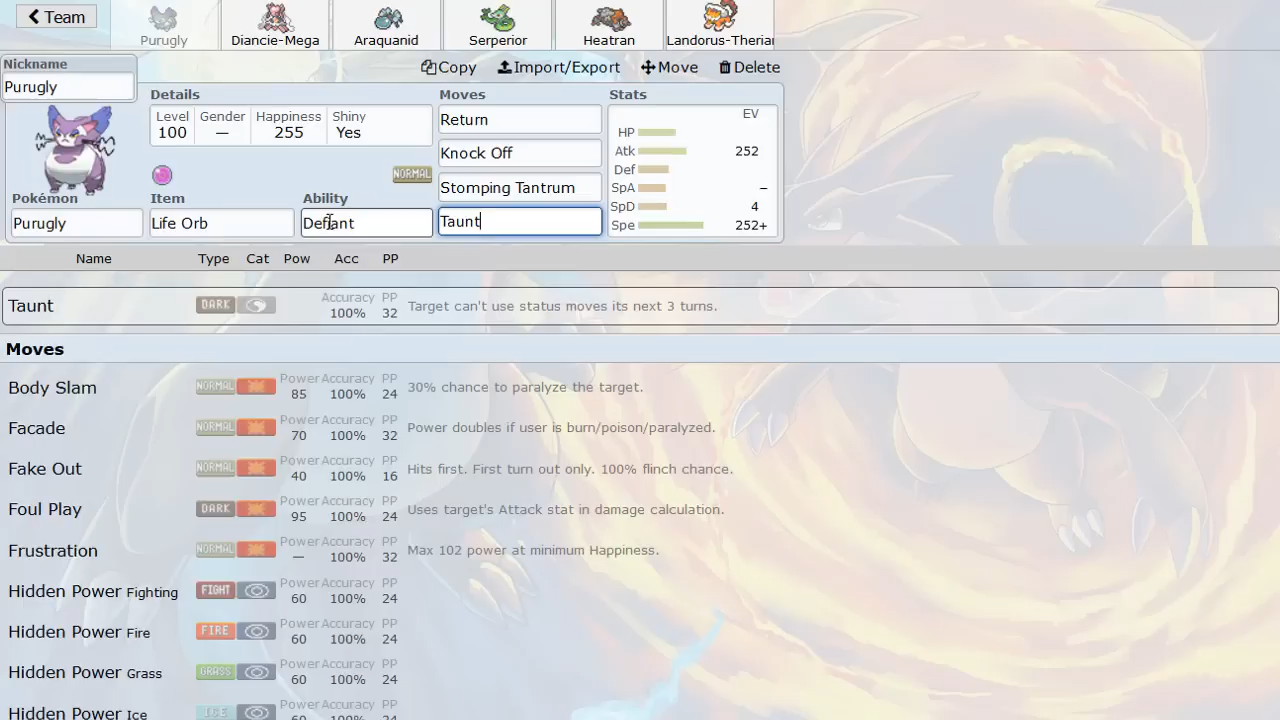 Team
Purugly
Diancie-Mega
Araquanid
Serperior
Heatran
Landorus-Therian
Nickname
Purugly
Copy
Import/Export
Move
Delete
Details
Level
100
Gender
—
Happiness
255
Shiny
Yes
NORMAL
Pokémon
Purugly
Item
Life Orb
Ability
Defiant
Moves
Return
Knock Off
Stomping Tantrum
Taunt
Stats
EV
HP
Atk 252
Def
SpA –
SpD 4
Spe 252+
Name Type Cat Pow Acc PP
Taunt DARK Accuracy 100% PP 32 Target can't use status moves its next 3 turns.
Moves
Body Slam NORMAL Power 85 Accuracy 100% PP 24 30% chance to paralyze the target.
Facade NORMAL Power 70 Accuracy 100% PP 32 Power doubles if user is burn/poison/paralyzed.
Fake Out NORMAL Power 40 Accuracy 100% PP 16 Hits first. First turn out only. 100% flinch chance.
Foul Play DARK Power 95 Accuracy 100% PP 24 Uses target's Attack stat in damage calculation.
Frustration NORMAL Power — Accuracy 100% PP 32 Max 102 power at minimum Happiness.
Hidden Power Fighting FIGHT Power 60 Accuracy 100% PP 24
Hidden Power Fire FIRE Power 60 Accuracy 100% PP 24
Hidden Power Grass GRASS Power 60 Accuracy 100% PP 24
Hidden Power Ice ICE Power 60 Accuracy 100% PP 24